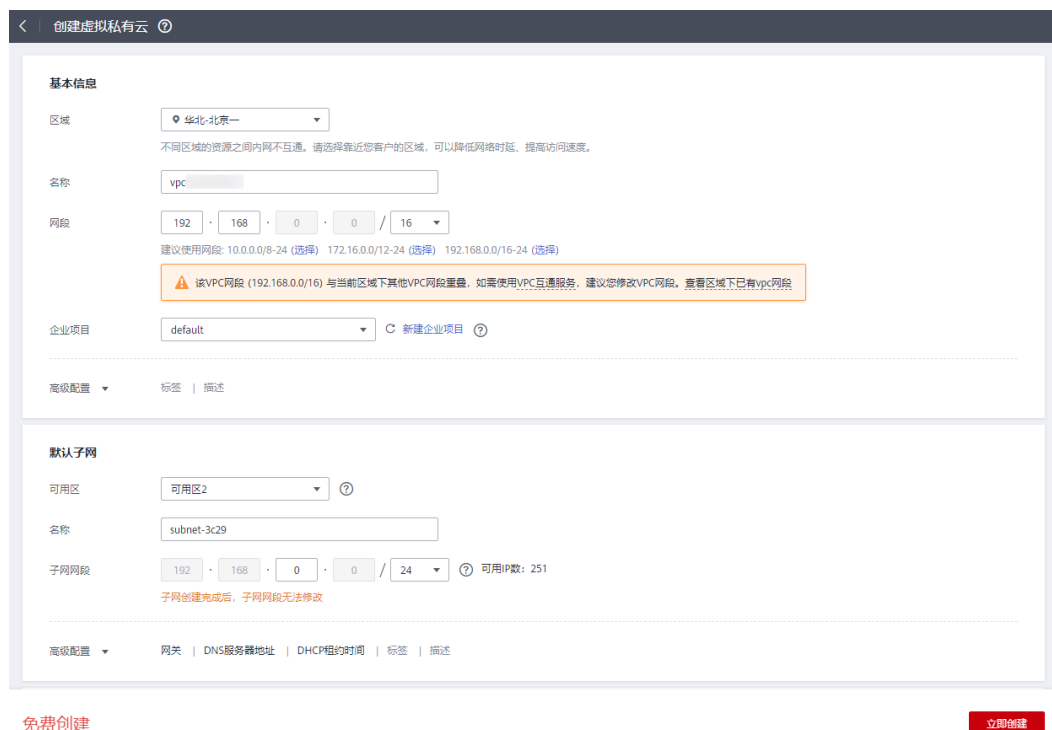 创建虚拟私有云 ?
基本信息
区域 华北-北京一
不同区域的资源之间内网不互通。请选择靠近您客户的区域，可以降低网络时延、提高访问速度。
名称 vpc
网段 192 · 168 · 0 · 0 / 16
建议使用网段: 10.0.0.0/8-24 (选择) 172.16.0.0/12-24 (选择) 192.168.0.0/16-24 (选择)
该VPC网段 (192.168.0.0/16) 与当前区域下其他VPC网段重叠，如需使用VPC互通服务，建议您修改VPC网段。查看区域下已有vpc网段
企业项目 default C 新建企业项目 ?
高级配置 标签 | 描述
默认子网
可用区 可用区2 ?
名称 subnet-3c29
子网网段 192 · 168 · 0 · 0 / 24 ? 可用IP数：251
子网创建完成后，子网网段无法修改
高级配置 网关 | DNS服务器地址 | DHCP租约时间 | 标签 | 描述
免费创建 立即创建